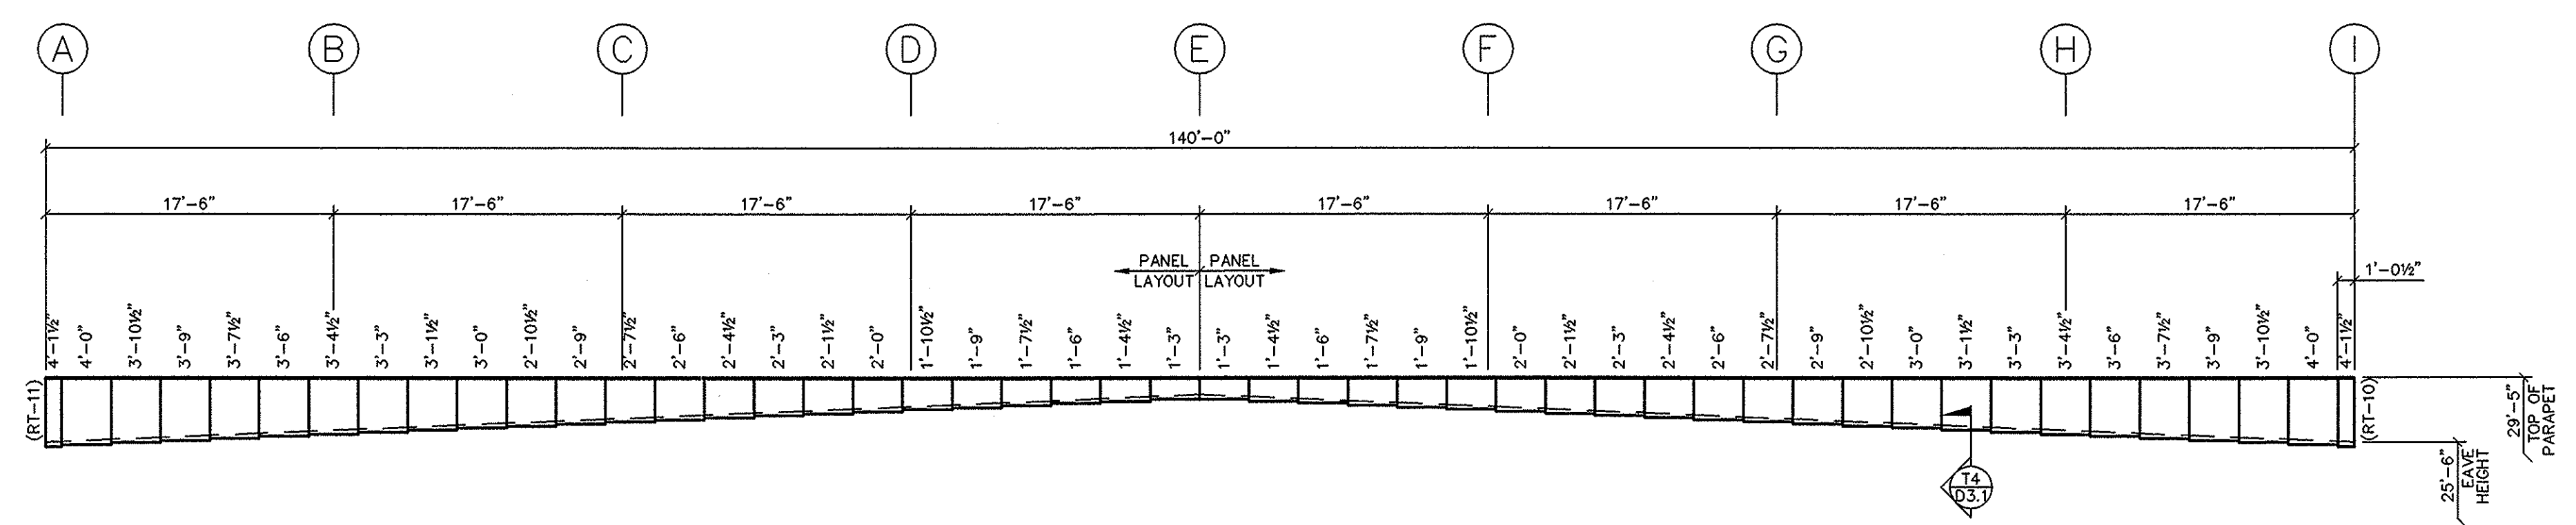 A B C D E F G H I
140'-0"
17'-6" 17'-6" 17'-6" 17'-6" 17'-6" 17'-6" 17'-6" 17'-6"
PANEL PANEL
LAYOUT LAYOUT
1'-0½"
4'-1½" 4'-0" 3'-10½" 3'-9" 3'-7½" 3'-6" 3'-4½" 3'-3" 3'-1½" 3'-0" 2'-10½" 2'-9" 2'-7½" 2'-6" 2'-4½" 2'-3" 2'-1½" 2'-0" 1'-10½" 1'-9" 1'-7½" 1'-6" 1'-4½" 1'-3" 1'-3" 1'-4½" 1'-6" 1'-7½" 1'-9" 1'-10½" 2'-0" 2'-1½" 2'-3" 2'-4½" 2'-6" 2'-7½" 2'-9" 2'-10½" 3'-0" 3'-1½" 3'-3" 3'-4½" 3'-6" 3'-7½" 3'-9" 3'-10½" 4'-0" 4'-1½"
(RT-11)
(RT-10)
29'-5"
TOP OF
PARAPET
25'-6"
EAVE
HEIGHT
T4
D3.1